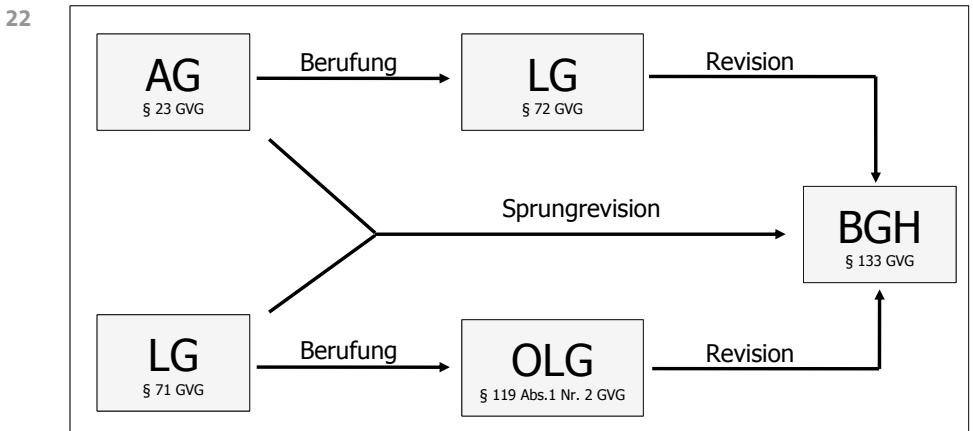 22
AG
§ 23 GVG
Berufung
LG
§ 72 GVG
Revision
Sprungrevision
BGH
§ 133 GVG
LG
§ 71 GVG
Berufung
OLG
§ 119 Abs.1 Nr. 2 GVG
Revision